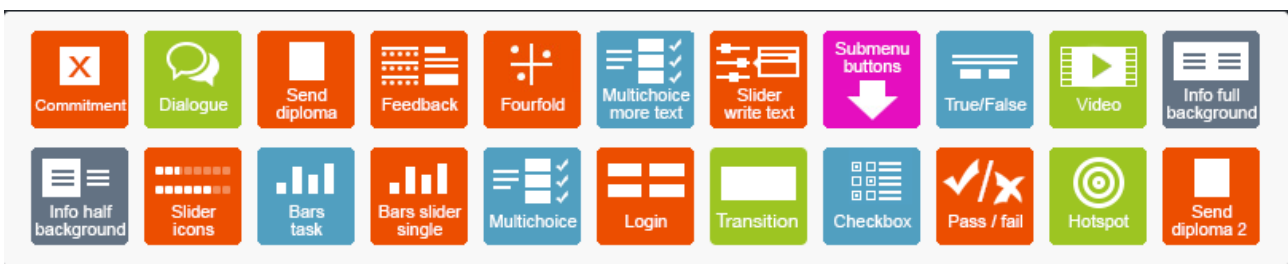 Commitment
Dialogue
Send
diploma
Feedback
Fourfold
Multichoice
more text
Slider
write text
Submenu
buttons
True/False
Video
Info full
background
Info half
background
Slider
icons
Bars
task
Bars slider
single
Multichoice
Login
Transition
Checkbox
Pass / fail
Hotspot
Send
diploma 2